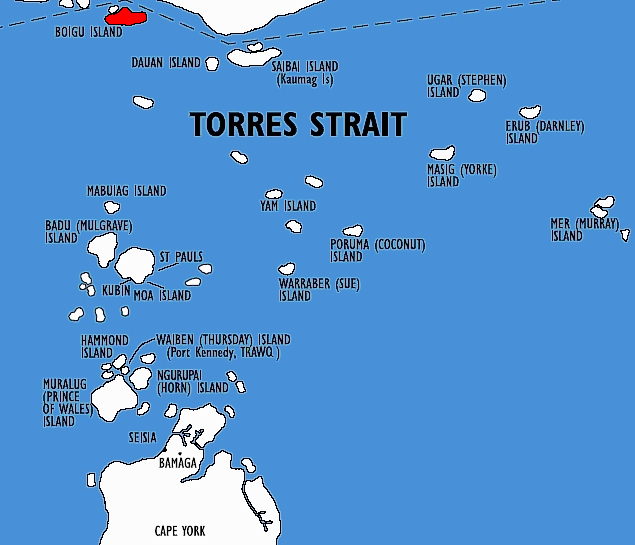 BOIGU ISLAND
DAUAN ISLAND
SAIBAI ISLAND
(Kaumag Is)
UGAR (STEPHEN)
ISLAND
ERUB (DARNLEY)
ISLAND
TORRES STRAIT
MASIG (YORKE)
ISLAND
MABUIAG ISLAND
YAM ISLAND
BADU (MULGRAVE)
ISLAND
MER (MURRAY)
ISLAND
PORUMA (COCONUT)
ISLAND
ST PAULS
KUBIN
MOA ISLAND
WARRABER (SUE)
ISLAND
HAMMOND
ISLAND
WAIBEN (THURSDAY) ISLAND
(Port Kennedy, TRAWQ.)
NGURUPAI
(HORN) ISLAND
MURALUG
(PRINCE
OF WALES)
ISLAND
SEISIA
BAMAGA
CAPE YORK